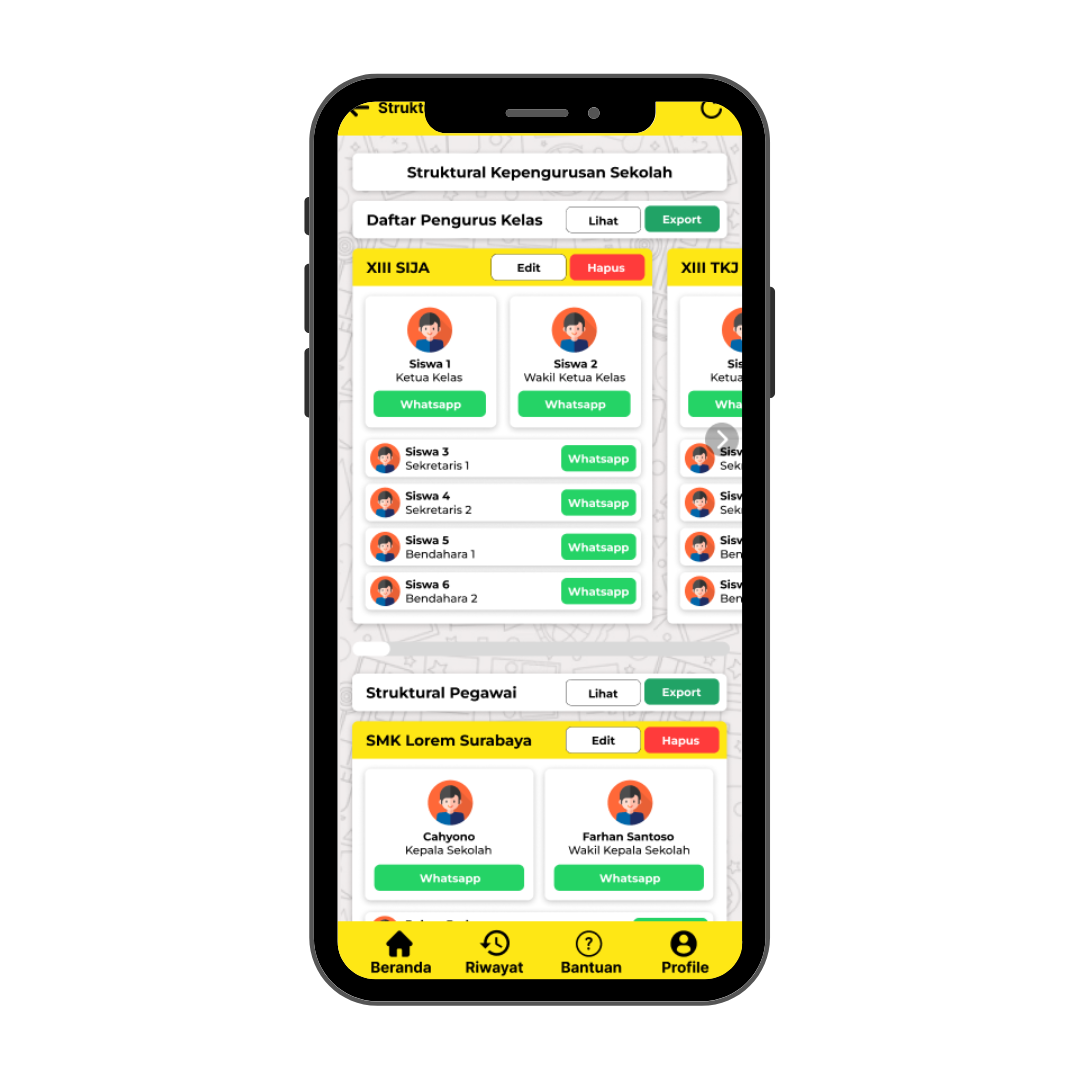 Strukt
Struktural Kepengurusan Sekolah
Daftar Pengurus Kelas Lihat Export
XIII SIJA Edit Hapus
Siswa 1
Ketua Kelas
Whatsapp
Siswa 2
Wakil Ketua Kelas
Whatsapp
Siswa 3
Sekretaris 1
Whatsapp
Siswa 4
Sekretaris 2
Whatsapp
Siswa 5
Bendahara 1
Whatsapp
Siswa 6
Bendahara 2
Whatsapp
XIII TKJ
Sis
Ketua
Wha
Sisw
Sek
Sisw
Sek
Sisw
Ben
Sisw
Ben
Struktural Pegawai Lihat Export
SMK Lorem Surabaya Edit Hapus
Cahyono
Kepala Sekolah
Whatsapp
Farhan Santoso
Wakil Kepala Sekolah
Whatsapp
Beranda Riwayat Bantuan Profile